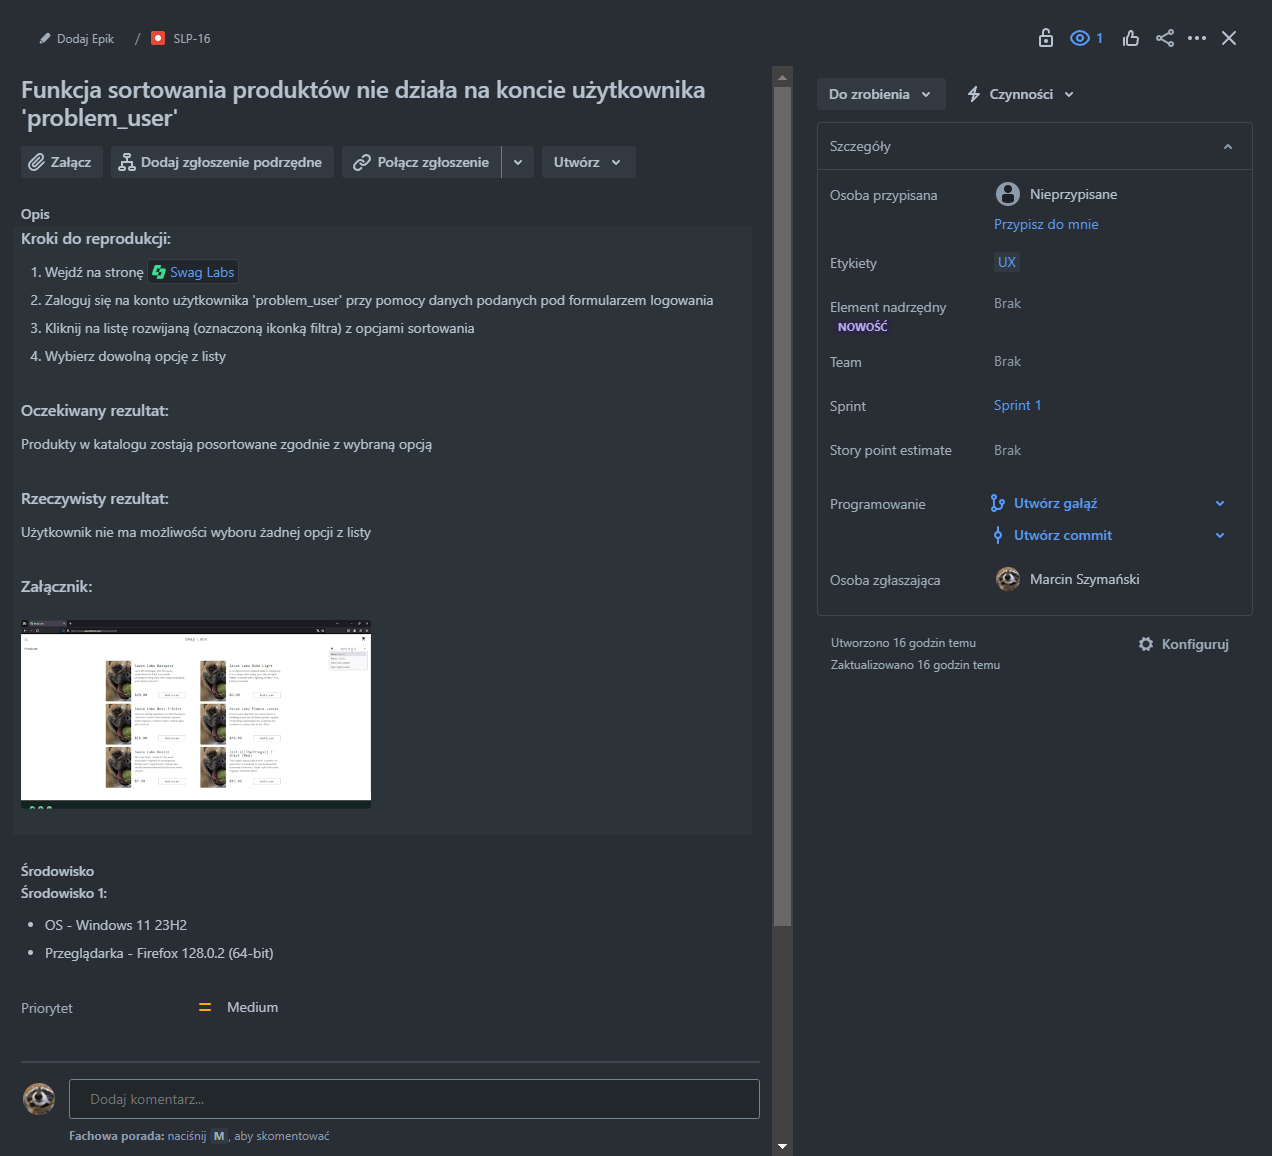 Dodaj Epik / SLP-16
1
Funkcja sortowania produktów nie działa na koncie użytkownika
'problem_user'
Załącz
Dodaj zgłoszenie podrzędne
Połącz zgłoszenie
Utwórz
Opis
Kroki do reprodukcji:
1. Wejdź na stronę Swag Labs
2. Zaloguj się na konto użytkownika 'problem_user' przy pomocy danych podanych pod formularzem logowania
3. Kliknij na listę rozwijaną (oznaczoną ikonką filtra) z opcjami sortowania
4. Wybierz dowolną opcję z listy
Oczekiwany rezultat:
Produkty w katalogu zostają posortowane zgodnie z wybraną opcją
Rzeczywisty rezultat:
Użytkownik nie ma możliwości wyboru żadnej opcji z listy
Załącznik:
SWAG LABS
Products
Sauce Labs Backpack
Sauce Labs Bike Light
Sauce Labs Bolt T-Shirt
Sauce Labs Fleece Jacket
Sauce Labs Onesie
Środowisko
Środowisko 1:
• OS - Windows 11 23H2
• Przeglądarka - Firefox 128.0.2 (64-bit)
Priorytet
Medium
Dodaj komentarz...
Fachowa porada: naciśnij M, aby skomentować
Do zrobienia
Czynności
Szczegóły
Osoba przypisana
Nieprzypisane
Przypisz do mnie
Etykiety
UX
Element nadrzędny
Brak
NOWOŚĆ
Team
Brak
Sprint
Sprint 1
Story point estimate
Brak
Programowanie
Utwórz gałąź
Utwórz commit
Osoba zgłaszająca
Marcin Szymański
Utworzono 16 godzin temu
Zaktualizowano 16 godzin temu
Konfiguruj